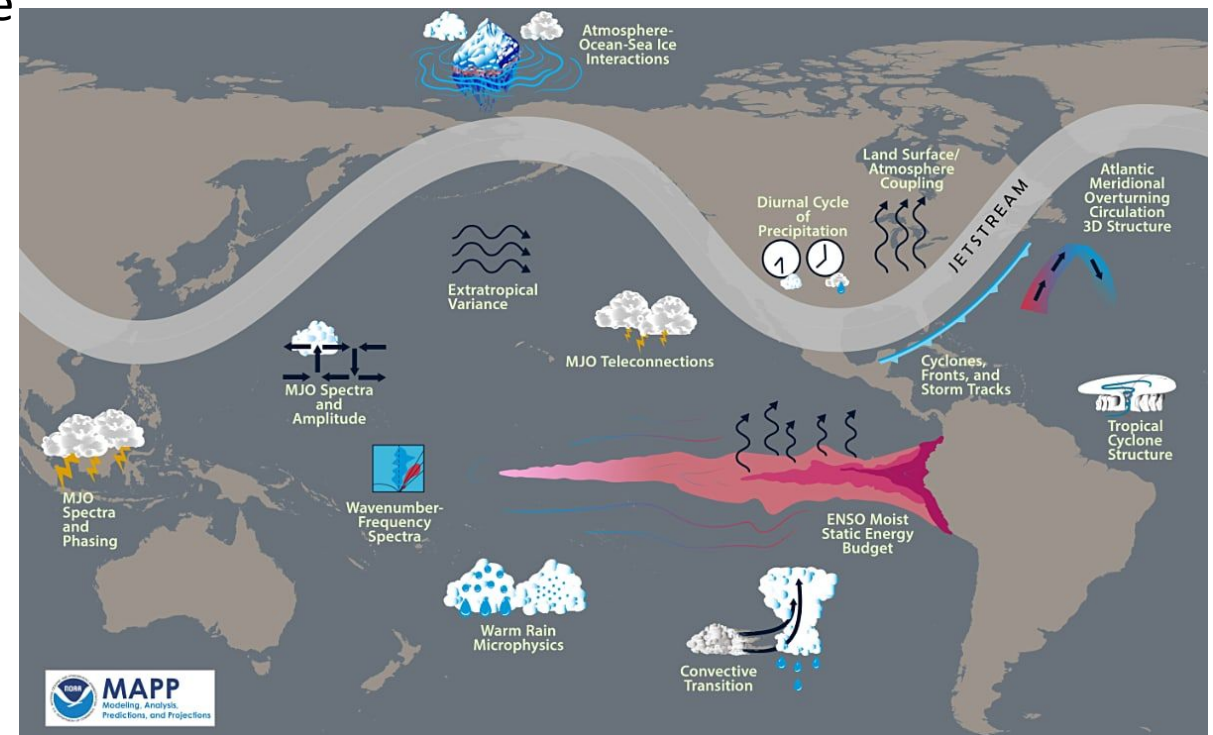 e
Atmosphere-
Ocean-Sea Ice
Interactions
Land Surface/
Atmosphere
Coupling
Atlantic
Meridional
Overturning
Circulation
3D Structure
Diurnal Cycle
of
Precipitation
JETSTREAM
Extratropical
Variance
MJO Teleconnections
Cyclones,
Fronts, and
Storm Tracks
MJO Spectra
and
Amplitude
Tropical
Cyclone
Structure
MJO
Spectra
and
Phasing
Wavenumber-
Frequency
Spectra
ENSO Moist
Static Energy
Budget
Warm Rain
Microphysics
Convective
Transition
NOAA
MAPP
Modeling, Analysis,
Predictions, and Projections